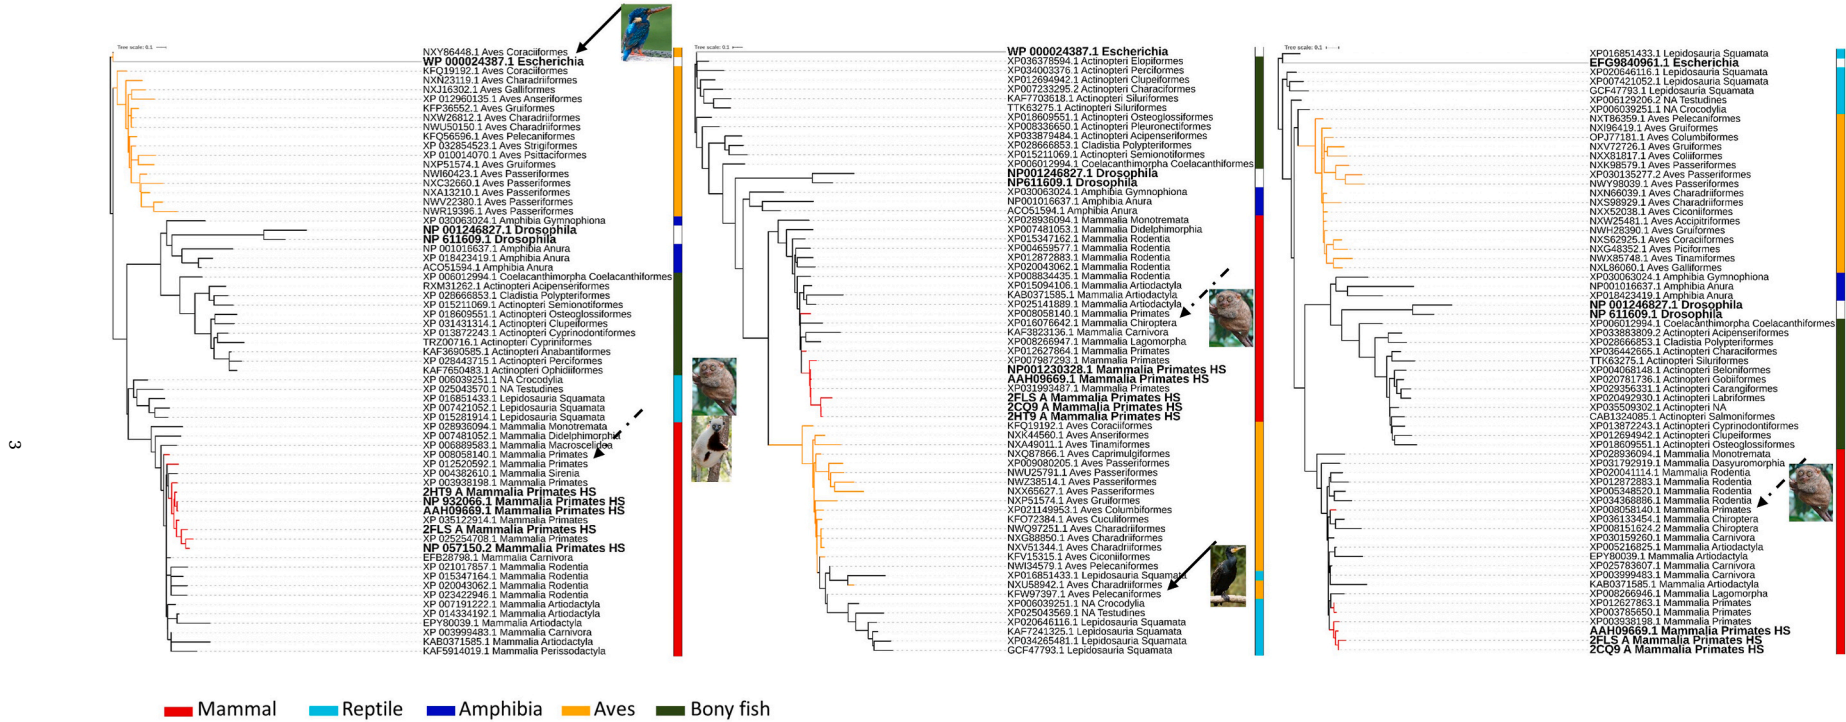 Tree scale: 0.1
NXY86448.1 Aves Coraciiformes
WP 000024387.1 Escherichia
KFQ19192.1 Aves Coraciiformes
NXN23119.1 Aves Charadriiformes
NXJ16302.1 Aves Galliformes
XP 012960135.1 Aves Anseriformes
KFP36552.1 Aves Gruiformes
NXW26812.1 Aves Charadriiformes
NWU50150.1 Aves Charadriiformes
KFQ56596.1 Aves Pelecaniformes
XP 032854523.1 Aves Strigiformes
XP 010014070.1 Aves Psittaciformes
NXP51574.1 Aves Gruiformes
NWI60423.1 Aves Passeriformes
NXC32660.1 Aves Passeriformes
NXA13210.1 Aves Passeriformes
NWV22380.1 Aves Passeriformes
NWR19396.1 Aves Passeriformes
XP 030063024.1 Amphibia Gymnophiona
NP 001246827.1 Drosophila
NP 611609.1 Drosophila
NP 001016637.1 Amphibia Anura
XP 018423419.1 Amphibia Anura
ACO51594.1 Amphibia Anura
XP 006012994.1 Coelacanthimorpha Coelacanthiformes
RXM31262.1 Actinopteri Acipenseriformes
XP 028666853.1 Cladistia Polypteriformes
XP 015211069.1 Actinopteri Semionotiformes
XP 018609551.1 Actinopteri Osteoglossiformes
XP 031431314.1 Actinopteri Clupeiformes
XP 013872243.1 Actinopteri Cyprinodontiformes
TRZ00716.1 Actinopteri Cypriniformes
KAF3690585.1 Actinopteri Anabantiformes
XP 028443715.1 Actinopteri Perciformes
KAF7650483.1 Actinopteri Ophidiiformes
XP 006039251.1 NA Crocodylia
XP 025043570.1 NA Testudines
XP 016851433.1 Lepidosauria Squamata
XP 007421052.1 Lepidosauria Squamata
XP 015281914.1 Lepidosauria Squamata
XP 028936094.1 Mammalia Monotremata
XP 007481052.1 Mammalia Didelphimorphia
XP 006889583.1 Mammalia Macroscelidea
XP 008058140.1 Mammalia Primates
XP 012520592.1 Mammalia Primates
XP 004382610.1 Mammalia Sirenia
XP 003938198.1 Mammalia Primates
2HT9 A Mammalia Primates HS
NP 932066.1 Mammalia Primates HS
AAH09669.1 Mammalia Primates HS
XP 035122914.1 Mammalia Primates
2FLS A Mammalia Primates HS
XP 025254708.1 Mammalia Primates
NP 057150.2 Mammalia Primates HS
EFB28798.1 Mammalia Carnivora
XP 021017857.1 Mammalia Rodentia
XP 015347164.1 Mammalia Rodentia
XP 020043062.1 Mammalia Rodentia
XP 023422946.1 Mammalia Rodentia
XP 007191222.1 Mammalia Artiodactyla
XP 014334192.1 Mammalia Artiodactyla
EPY80039.1 Mammalia Artiodactyla
XP 003999483.1 Mammalia Carnivora
KAB0371585.1 Mammalia Artiodactyla
KAF5914019.1 Mammalia Perissodactyla
Tree scale: 0.1
WP 000024387.1 Escherichia
XP036378594.1 Actinopteri Elopiformes
XP034003376.1 Actinopteri Perciformes
XP012694942.1 Actinopteri Clupeiformes
XP007233295.2 Actinopteri Characiformes
KAF7703618.1 Actinopteri Siluriformes
TTK63275.1 Actinopteri Siluriformes
XP018609551.1 Actinopteri Osteoglossiformes
XP008336650.1 Actinopteri Pleuronectiformes
XP033879484.1 Actinopteri Acipenseriformes
XP028666853.1 Cladistia Polypteriformes
XP015211069.1 Actinopteri Semionotiformes
XP006012994.1 Coelacanthimorpha Coelacanthiformes
NP001246827.1 Drosophila
NP611609.1 Drosophila
XP030063024.1 Amphibia Gymnophiona
NP001016637.1 Amphibia Anura
ACO51594.1 Amphibia Anura
XP028936094.1 Mammalia Monotremata
XP007481053.1 Mammalia Didelphimorphia
XP015347162.1 Mammalia Rodentia
XP004659577.1 Mammalia Rodentia
XP012872883.1 Mammalia Rodentia
XP020043062.1 Mammalia Rodentia
XP008834435.1 Mammalia Rodentia
XP015094106.1 Mammalia Artiodactyla
KAB0371585.1 Mammalia Artiodactyla
XP025141889.1 Mammalia Artiodactyla
XP008058140.1 Mammalia Primates
XP016076642.1 Mammalia Chiroptera
KAF3823136.1 Mammalia Carnivora
XP008266947.1 Mammalia Lagomorpha
XP012627864.1 Mammalia Primates
XP007987293.1 Mammalia Primates
NP001230328.1 Mammalia Primates HS
AAH09669.1 Mammalia Primates HS
XP031993487.1 Mammalia Primates
2FLS A Mammalia Primates HS
2CQ9 A Mammalia Primates HS
2HT9 A Mammalia Primates HS
KFQ19192.1 Aves Coraciiformes
NXK44560.1 Aves Anseriformes
NXA49011.1 Aves Tinamiformes
NXQ87866.1 Aves Caprimulgiformes
XP009080205.1 Aves Passeriformes
NWU25791.1 Aves Passeriformes
NWZ38514.1 Aves Passeriformes
NXX65627.1 Aves Passeriformes
NXP51574.1 Aves Gruiformes
XP021149953.1 Aves Columbiformes
KFO72384.1 Aves Cuculiformes
NWQ97251.1 Aves Charadriiformes
NXG88850.1 Aves Charadriiformes
NXV51344.1 Aves Charadriiformes
KFV15315.1 Aves Ciconiiformes
NWI34579.1 Aves Pelecaniformes
XP016851433.1 Lepidosauria Squamata
NXU58942.1 Aves Charadriiformes
KFW97397.1 Aves Pelecaniformes
XP006039251.1 NA Crocodylia
XP025043569.1 NA Testudines
XP020646116.1 Lepidosauria Squamata
KAF7241325.1 Lepidosauria Squamata
XP034265481.1 Lepidosauria Squamata
GCF47793.1 Lepidosauria Squamata
Tree scale: 0.1
XP016851433.1 Lepidosauria Squamata
EFG9840961.1 Escherichia
XP020646116.1 Lepidosauria Squamata
XP007421052.1 Lepidosauria Squamata
GCF47793.1 Lepidosauria Squamata
XP006129206.2 NA Testudines
XP006039251.1 NA Crocodylia
NXT86359.1 Aves Pelecaniformes
NXI96419.1 Aves Gruiformes
OPJ77181.1 Aves Columbiformes
NXV72726.1 Aves Gruiformes
NXX81817.1 Aves Coliiformes
NXK98579.1 Aves Passeriformes
XP030135277.2 Aves Passeriformes
NWY98039.1 Aves Passeriformes
NXN66039.1 Aves Charadriiformes
NXS98929.1 Aves Charadriiformes
NXX52038.1 Aves Ciconiiformes
NXW25481.1 Aves Accipitriformes
NWH28390.1 Aves Gruiformes
NXS62925.1 Aves Coraciiformes
NXG48352.1 Aves Piciformes
NWX85748.1 Aves Tinamiformes
NXL86060.1 Aves Galliformes
XP030063024.1 Amphibia Gymnophiona
NP001016637.1 Amphibia Anura
XP018423419.1 Amphibia Anura
NP 001246827.1 Drosophila
NP 611609.1 Drosophila
XP006012994.1 Coelacanthimorpha Coelacanthiformes
XP033883809.2 Actinopteri Acipenseriformes
XP028666853.1 Cladistia Polypteriformes
XP036442665.1 Actinopteri Characiformes
TTK63275.1 Actinopteri Siluriformes
XP004068148.1 Actinopteri Beloniformes
XP020781736.1 Actinopteri Gobiiformes
XP029356331.1 Actinopteri Carangiformes
XP020492930.1 Actinopteri Labriformes
XP035509302.1 Actinopteri NA
CAB1324085.1 Actinopteri Salmoniformes
XP013872243.1 Actinopteri Cyprinodontiformes
XP012694942.1 Actinopteri Clupeiformes
XP018609551.1 Actinopteri Osteoglossiformes
XP028936094.1 Mammalia Monotremata
XP031792919.1 Mammalia Dasyuromorphia
XP020041114.1 Mammalia Rodentia
XP012872883.1 Mammalia Rodentia
XP005348520.1 Mammalia Rodentia
XP034368886.1 Mammalia Rodentia
XP008058140.1 Mammalia Primates
XP036133454.1 Mammalia Chiroptera
XP008151624.2 Mammalia Chiroptera
XP030159260.1 Mammalia Carnivora
XP005216825.1 Mammalia Artiodactyla
EPY80039.1 Mammalia Artiodactyla
XP025783607.1 Mammalia Carnivora
XP003999483.1 Mammalia Carnivora
KAB0371585.1 Mammalia Artiodactyla
XP008266946.1 Mammalia Lagomorpha
XP012627863.1 Mammalia Primates
XP003785650.1 Mammalia Primates
XP003938198.1 Mammalia Primates
AAH09669.1 Mammalia Primates HS
2FLS A Mammalia Primates HS
2CQ9 A Mammalia Primates HS
3
Mammal
Reptile
Amphibia
Aves
Bony fish